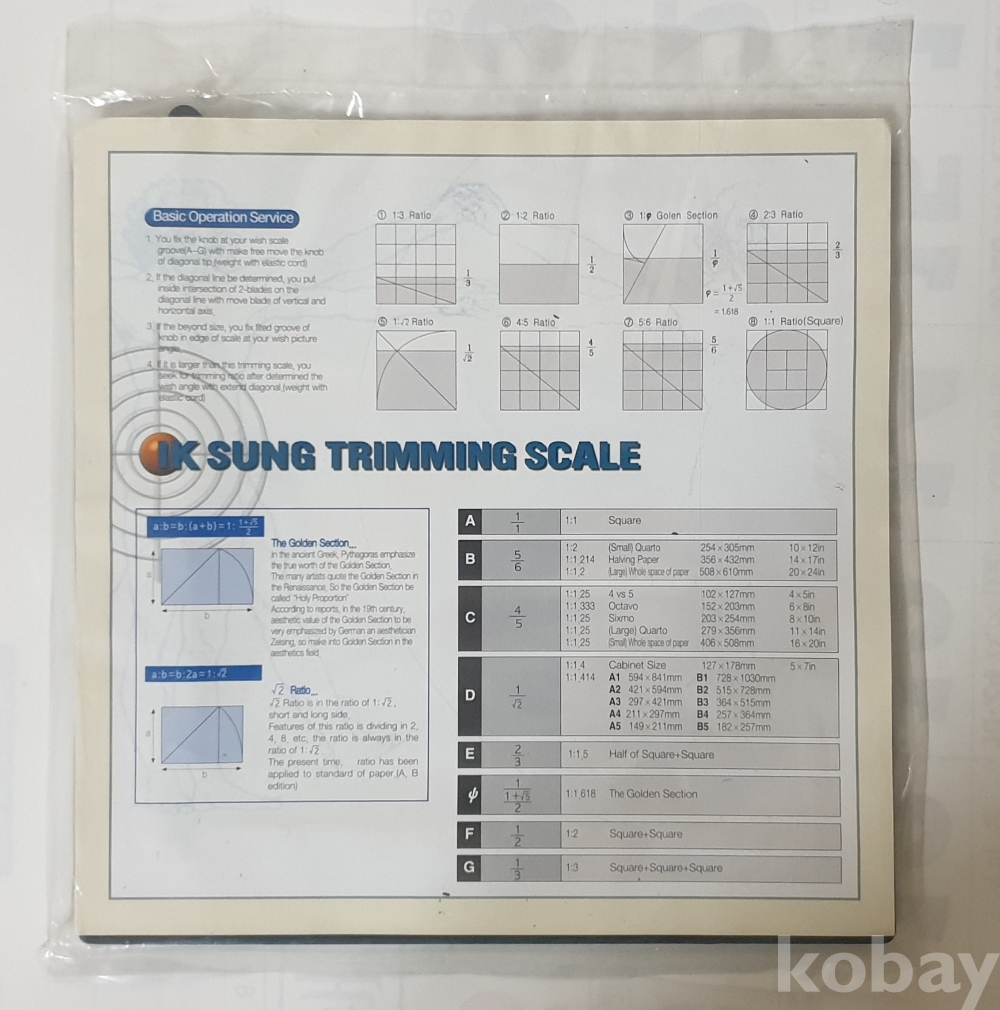 Basic Operation Service
1. You fix the knob at your wish scale
groove(A~G) with make free move the knob
of diagonal tip.(weight with elastic cord)
2. If the diagonal line be determined, you put
inside intersection of 2-blades on the
diagonal line with move blade of vertical and
horizontal axis.
3. If the beyond size, you fix fitted groove of
knob in edge of scale at your wish picture
angle.
4. If it is larger than this trimming scale, you
seek for trimming ratio after determined the
wish angle with extend diagonal.(weight with
elastic cord)
① 1:3 Ratio
1/3
② 1:2 Ratio
1/2
③ 1:φ Golen Section
1/φ
φ = 1+√5/2
= 1.618
④ 2:3 Ratio
2/3
⑤ 1:√2 Ratio
1/√2
⑥ 4:5 Ratio
4/5
⑦ 5:6 Ratio
5/6
⑧ 1:1 Ratio(Square)
IK SUNG TRIMMING SCALE
a:b=b:(a+b)=1: 1+√5/2
a
b
The Golden Section_
In the ancient Greek, Pythagoras emphasize
the true worth of the Golden Section.
The many artists quote the Golden Section in
the Renaissance. So the Golden Section be
called "Holy Proportion"
According to reports, in the 19th century,
aesthetic value of the Golden Section to be
very emphasized by German an aesthetician
Zeising, so make into Golden Section in the
aesthetics field.
a:b=b:2a=1:√2
a
b
√2 Ratio_
√2 Ratio is in the ratio of 1:√2,
short and long side.
Features of this ratio is dividing in 2,
4, 8, etc, the ratio is always in the
ratio of 1:√2.
The present time, ratio has been
applied to standard of paper.(A, B
edition)
A 1/1 1:1 Square
B 5/6 1:2 (Small) Quarto 254×305mm 10×12in
1:1.214 Halving Paper 356×432mm 14×17in
1:1.2 (Large) Whole space of paper 508×610mm 20×24in
C 4/5 1:1.25 4 vs 5 102×127mm 4×5in
1:1.333 Octavo 152×203mm 6×8in
1:1.25 Sixmo 203×254mm 8×10in
1:1.25 (Large) Quarto 279×356mm 11×14in
1:1.25 (Small) Whole space of paper 406×508mm 16×20in
D 1/√2 1:1.4 Cabinet Size 127×178mm 5×7in
1:1.414 A1 594×841mm B1 728×1030mm
A2 421×594mm B2 515×728mm
A3 297×421mm B3 364×515mm
A4 211×297mm B4 257×364mm
A5 149×211mm B5 182×257mm
E 2/3 1:1.5 Half of Square+Square
ψ 1/(1+√5/2) 1:1.618 The Golden Section
F 1/2 1:2 Square+Square
G 1/3 1:3 Square+Square+Square
kobay